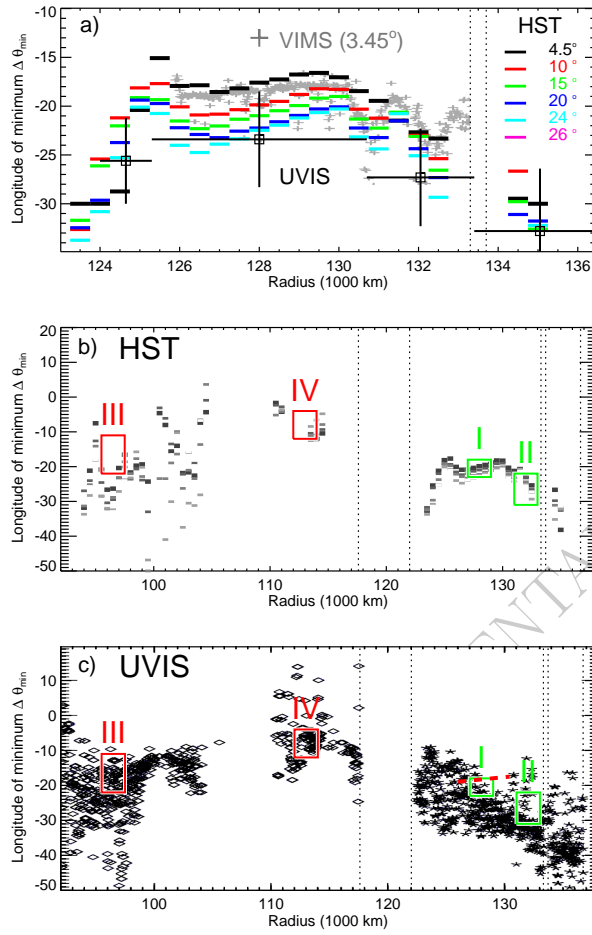 a)
VIMS (3.45°)
HST
4.5°
10 °
15 °
20 °
24 °
26 °
UVIS
Longitude of minimum Δ θmin
-10
-15
-20
-25
-30
124 126 128 130 132 134 136
Radius (1000 km)
b) HST
III
IV
I
II
Longitude of minimum Δ θmin
20
10
0
-10
-20
-30
-40
-50
100 110 120 130
Radius (1000 km)
ENTA
c) UVIS
III
IV
I
II
Longitude of minimum Δ θmin
20
10
0
-10
-20
-30
-40
-50
100 110 120 130
Radius (1000 km)